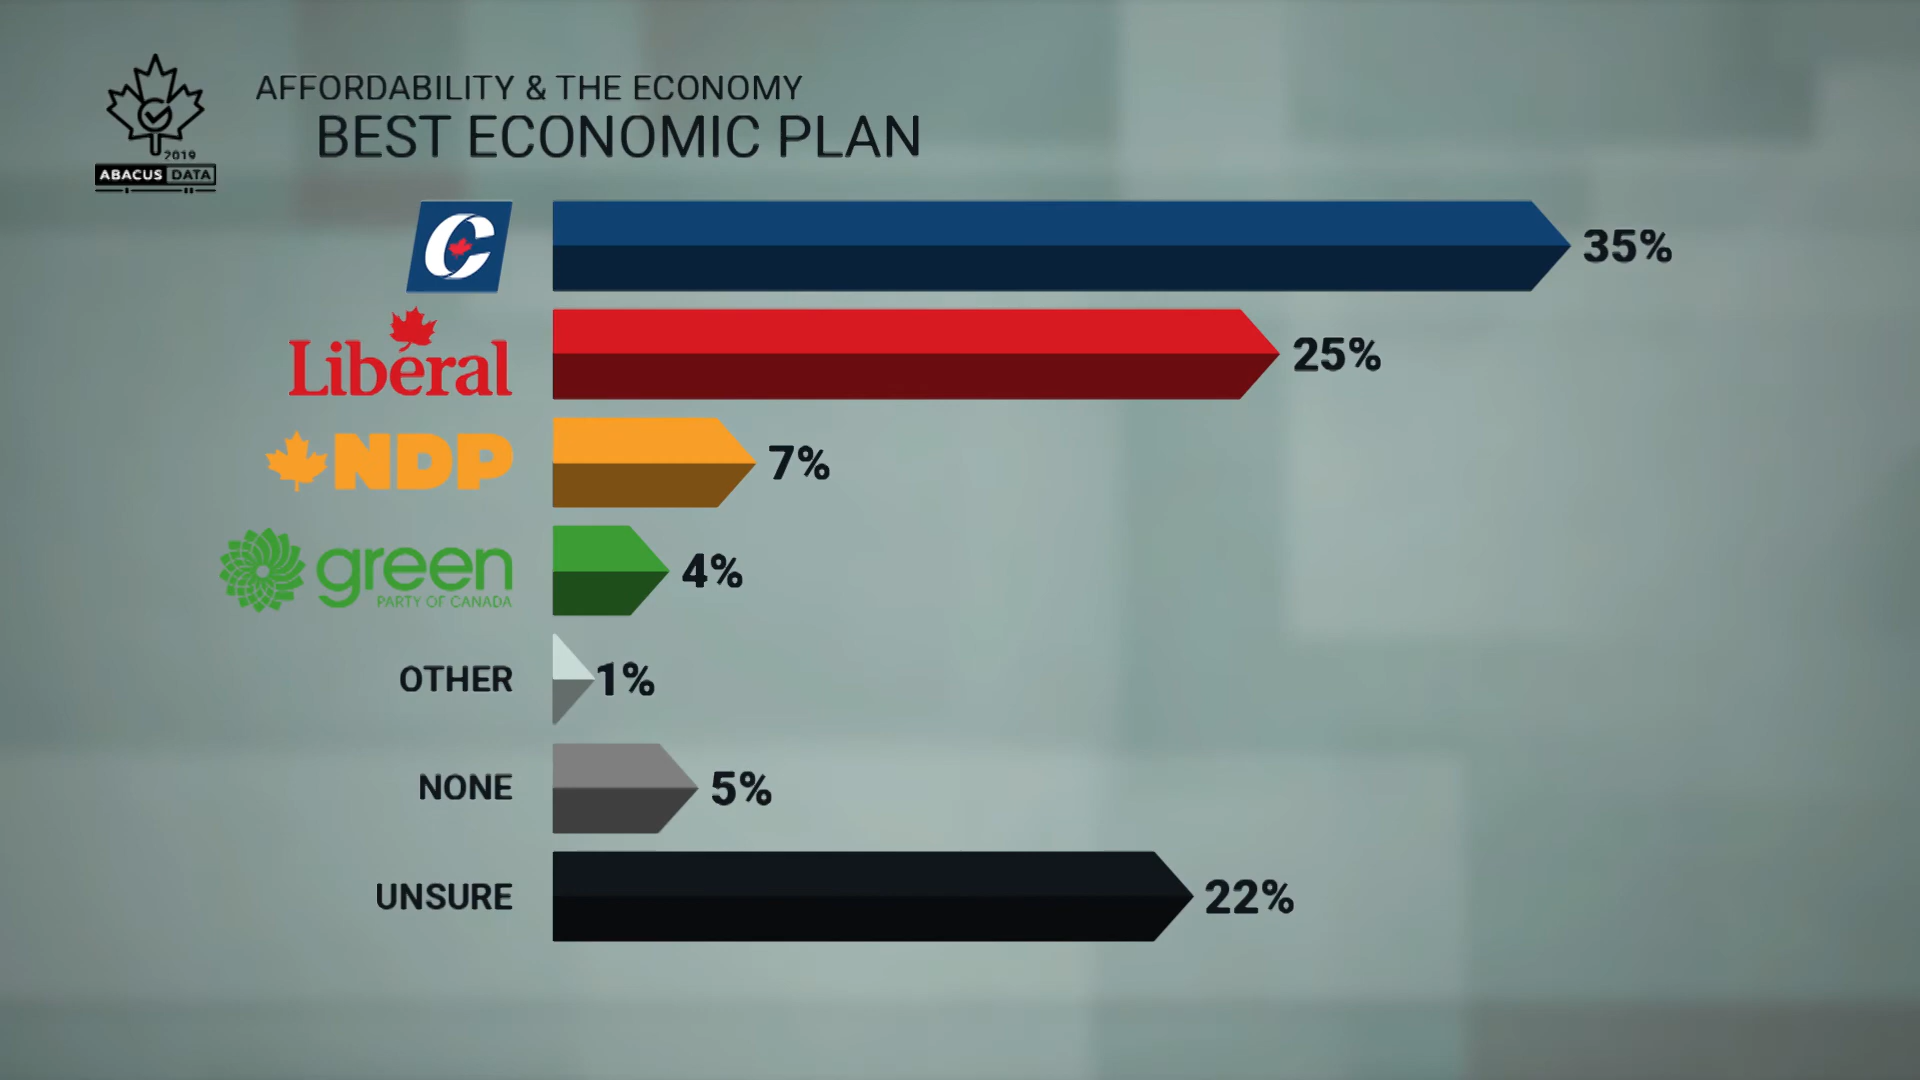 2019
ABACUS DATA
AFFORDABILITY & THE ECONOMY
BEST ECONOMIC PLAN
C 35%
Liberal 25%
NDP 7%
green
PARTY OF CANADA
4%
OTHER 1%
NONE 5%
UNSURE 22%